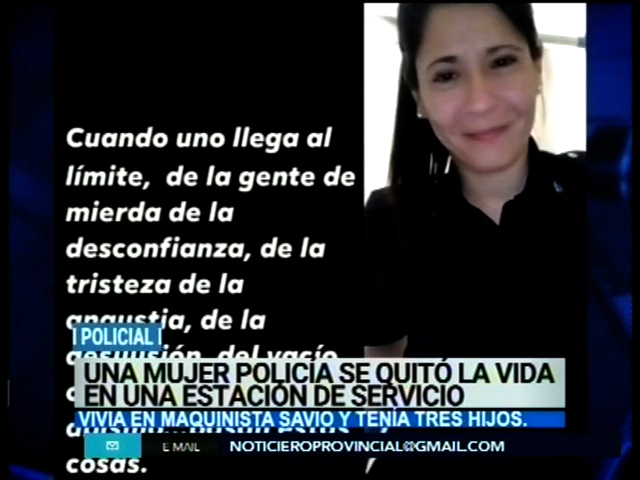 Cuando uno llega al
límite, de la gente de
mierda de la
desconfianza, de la
tristeza de la
angustia, de la
POLICIAL
UNA MUJER POLICÍA SE QUITÓ LA VIDA
EN UNA ESTACIÓN DE SERVICIO
VIVIA EN MAQUINISTA SAVIO Y TENÍA TRES HIJOS.
E MAIL NOTICIEROPROVINCIAL@GMAIL.COM
cosas.